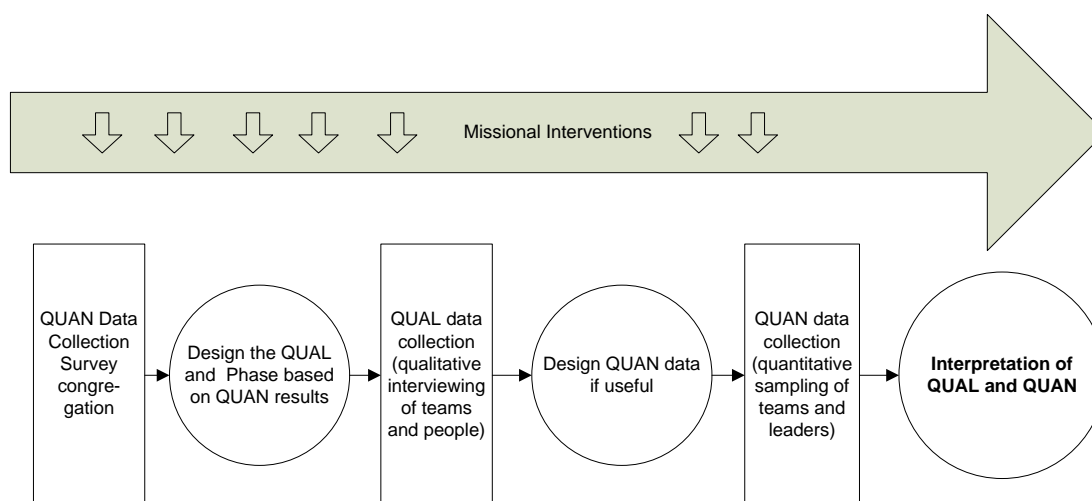 Missional Interventions
QUAN Data
Collection
Survey
congre-
gation
Design the QUAL
and Phase based
on QUAN results
QUAL data
collection
(qualitative
interviewing
of teams
and people)
Design QUAN data
if useful
QUAN data
collection
(quantitative
sampling of
teams and
leaders)
Interpretation of
QUAL and QUAN